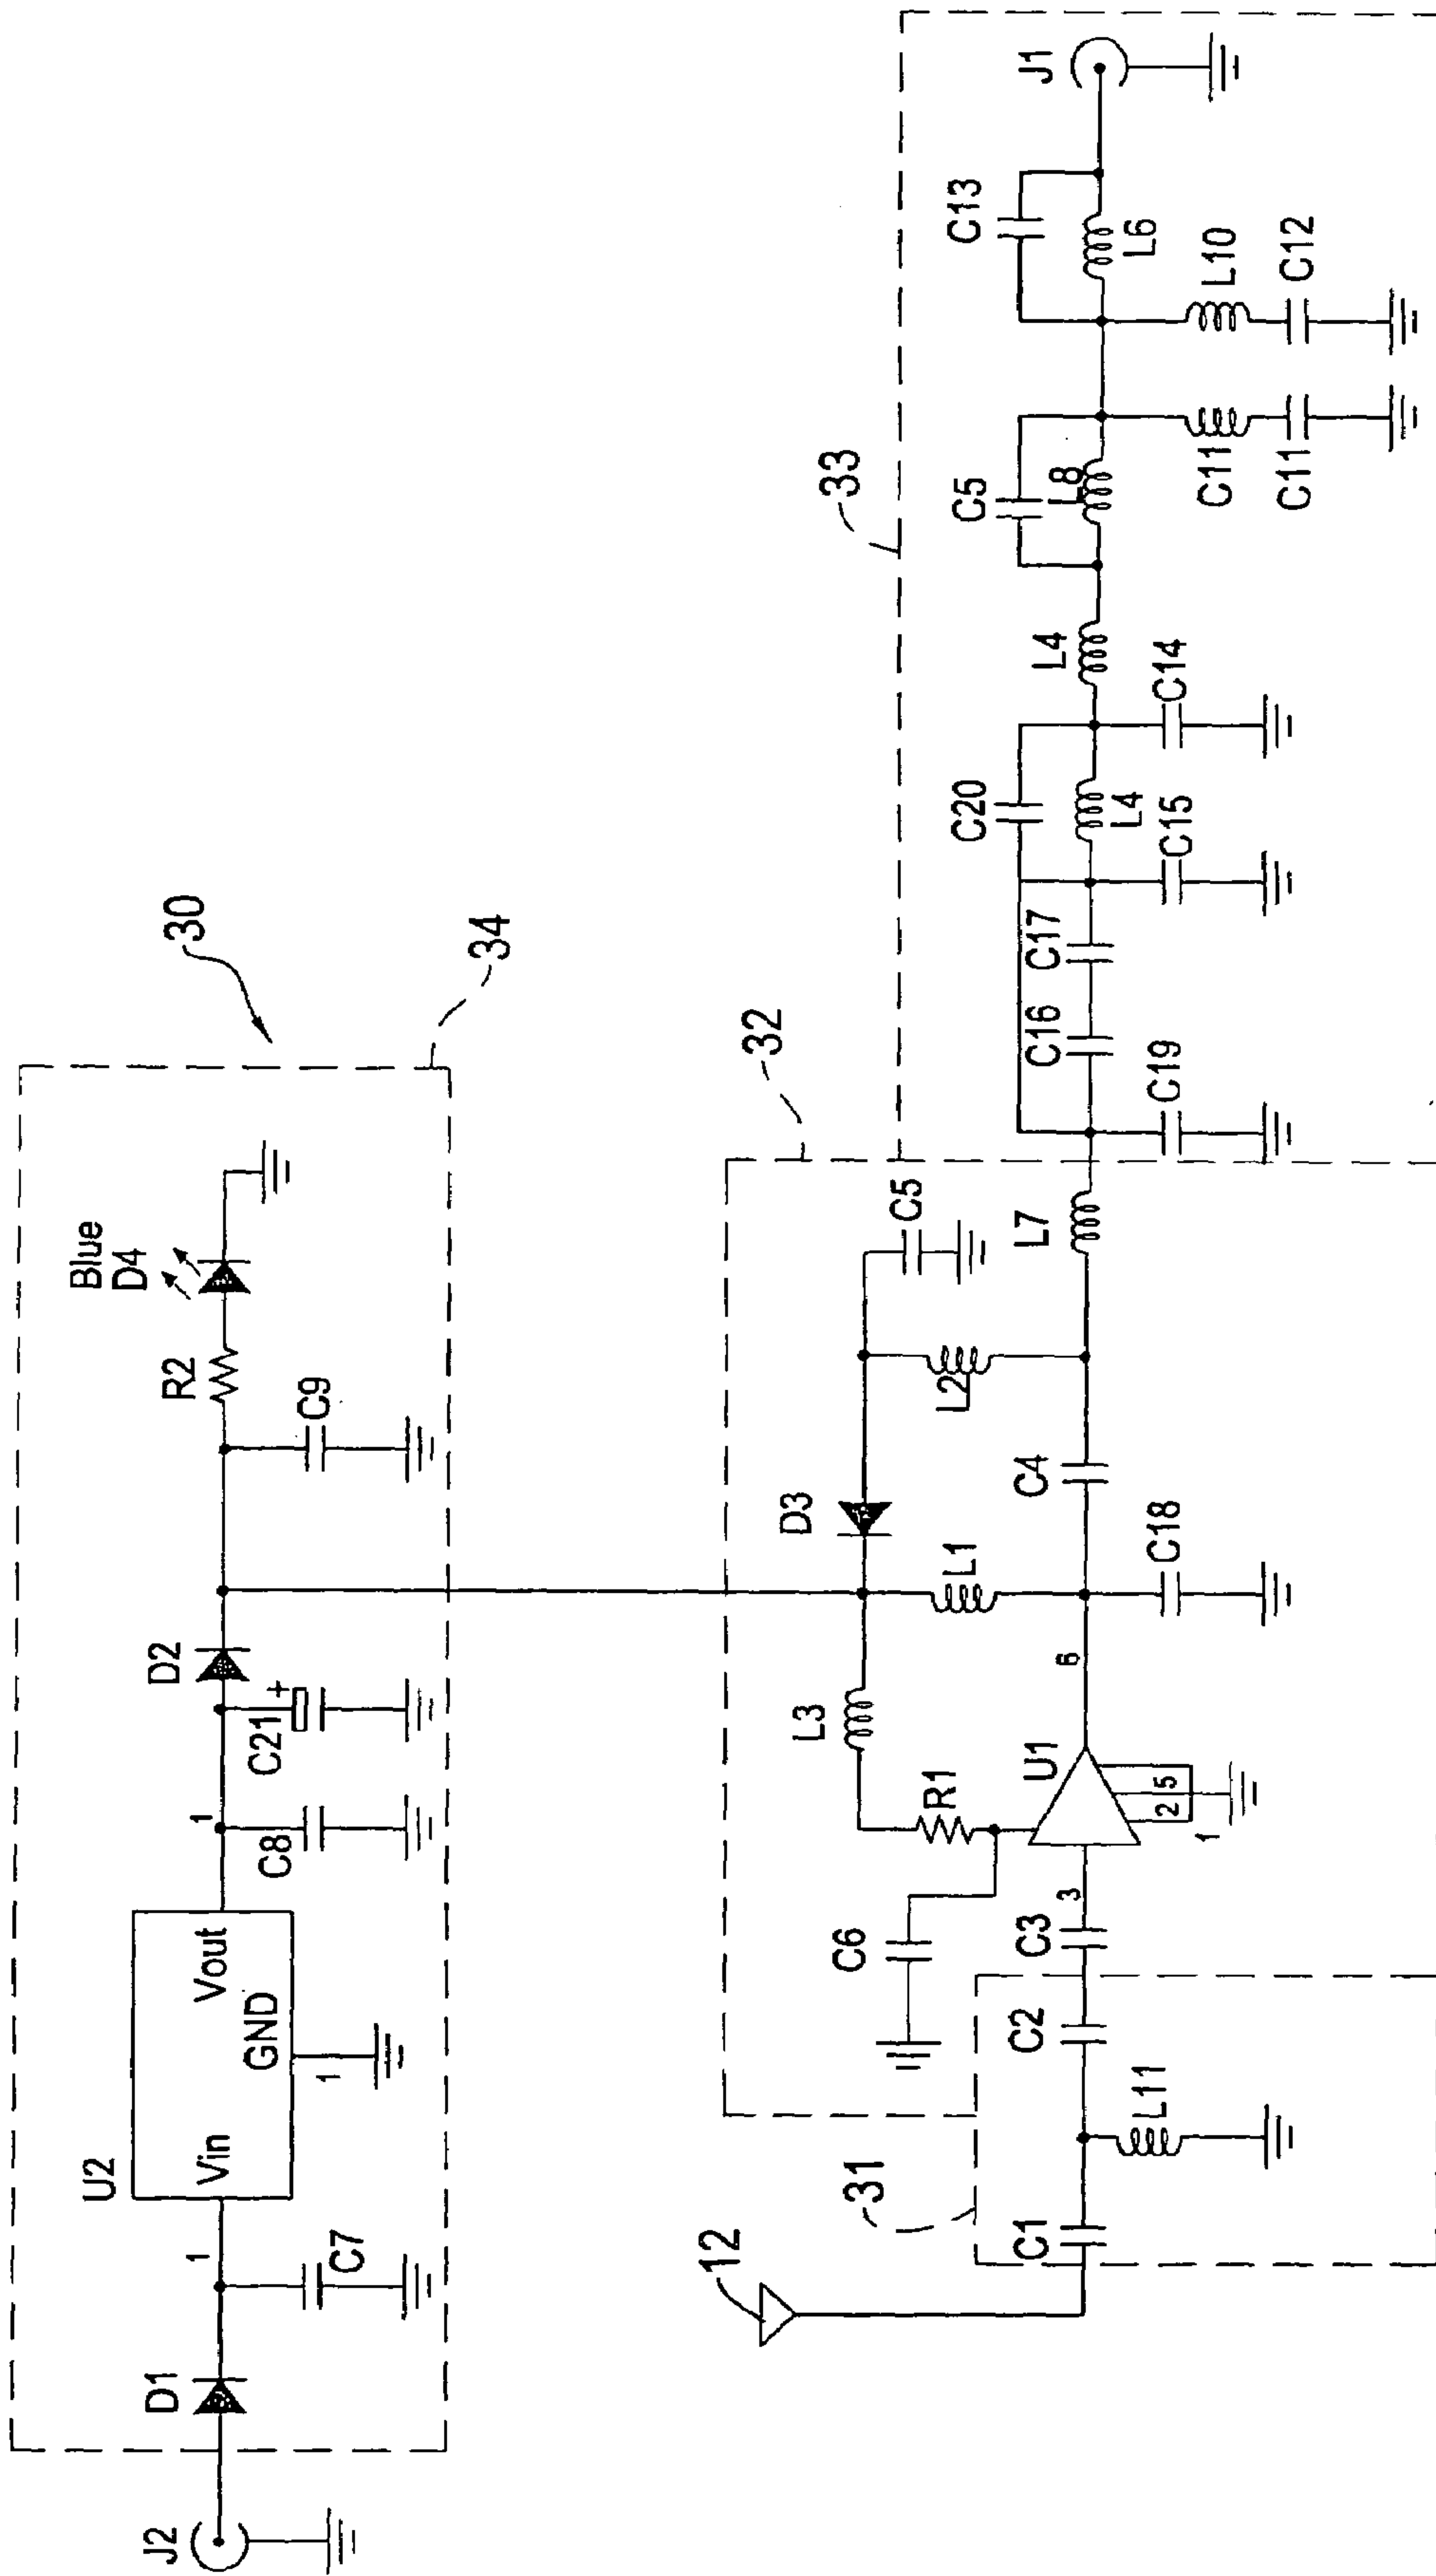 30
34
J2
D1
1
C7
U2
Vin
Vout
GND
1
1
C8
C21
+
D2
C9
R2
Blue
D4
12
31
C1
L11
C2
32
C3
3
C6
R1
L3
U1
2
5
1
6
D3
L1
C18
C4
L2
C5
L7
33
C19
C16
C17
C15
C20
L4
C14
L4
C5
L8
C11
C11
C13
L6
L10
C12
J1